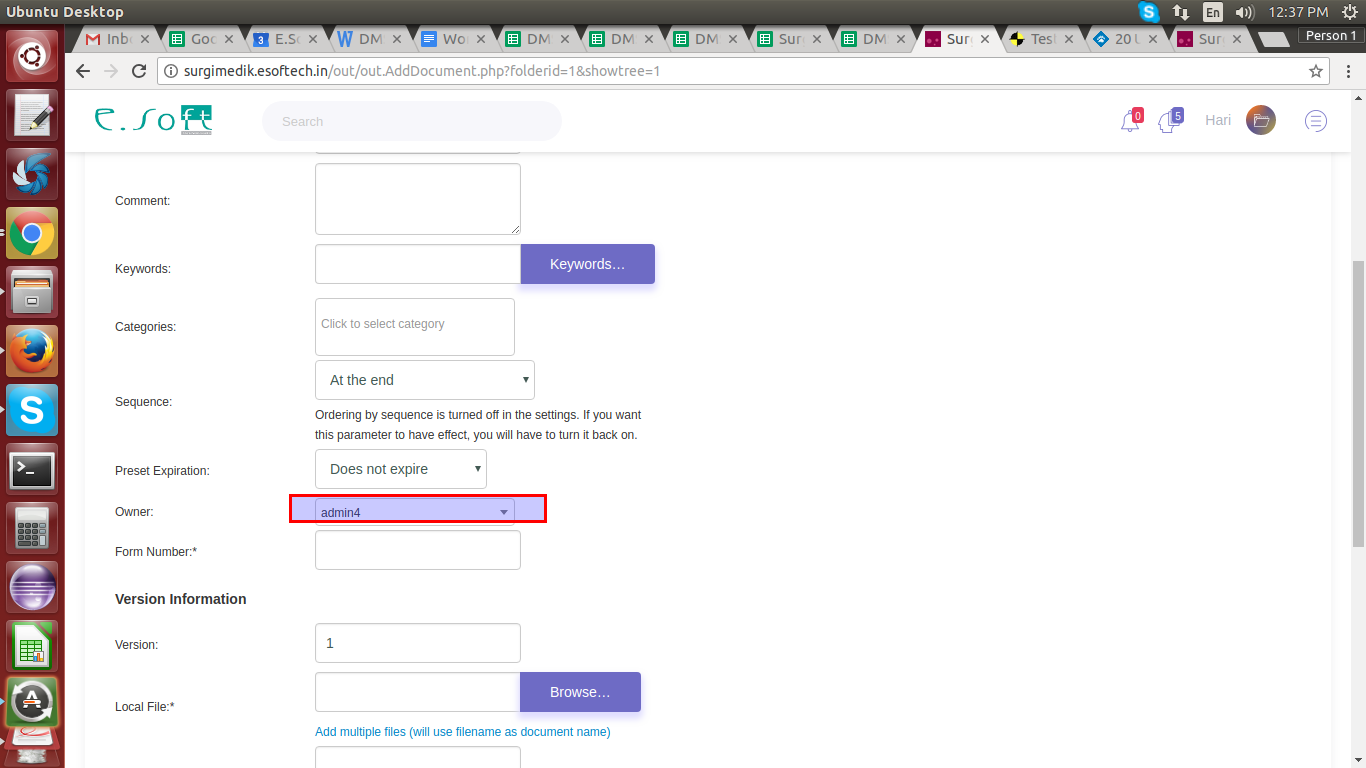 Ubuntu Desktop
En
12:37 PM
Inb
Goo
3
E.So
DM
Wor
DM
DM
DM
Sur
DM
Sur
Test
20 U
Sur
Person 1
surgimedik.esoftech.in/out/out.AddDocument.php?folderid=1&showtree=1
E.Soft
Search
0
5
Hari
Comment:
Keywords:
Keywords…
Categories:
Click to select category
Sequence:
At the end
Ordering by sequence is turned off in the settings. If you want
this parameter to have effect, you will have to turn it back on.
Preset Expiration:
Does not expire
Owner:
admin4
Form Number:*
Version Information
Version:
1
Local File:*
Browse…
Add multiple files (will use filename as document name)